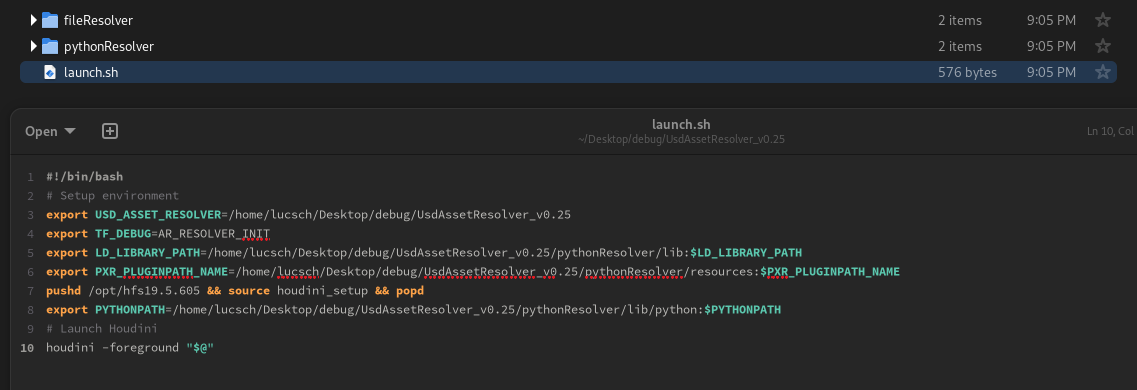 fileResolver 2 items 9:05 PM
pythonResolver 2 items 9:05 PM
launch.sh 576 bytes 9:05 PM
Open launch.sh Ln 10, Col
~/Desktop/debug/UsdAssetResolver_v0.25
1 #!/bin/bash
2 # Setup environment
3 export USD_ASSET_RESOLVER=/home/lucsch/Desktop/debug/UsdAssetResolver_v0.25
4 export TF_DEBUG=AR_RESOLVER_INIT
5 export LD_LIBRARY_PATH=/home/lucsch/Desktop/debug/UsdAssetResolver_v0.25/pythonResolver/lib:$LD_LIBRARY_PATH
6 export PXR_PLUGINPATH_NAME=/home/lucsch/Desktop/debug/UsdAssetResolver_v0.25/pythonResolver/resources:$PXR_PLUGINPATH_NAME
7 pushd /opt/hfs19.5.605 && source houdini_setup && popd
8 export PYTHONPATH=/home/lucsch/Desktop/debug/UsdAssetResolver_v0.25/pythonResolver/lib/python:$PYTHONPATH
9 # Launch Houdini
10 houdini -foreground "$@"